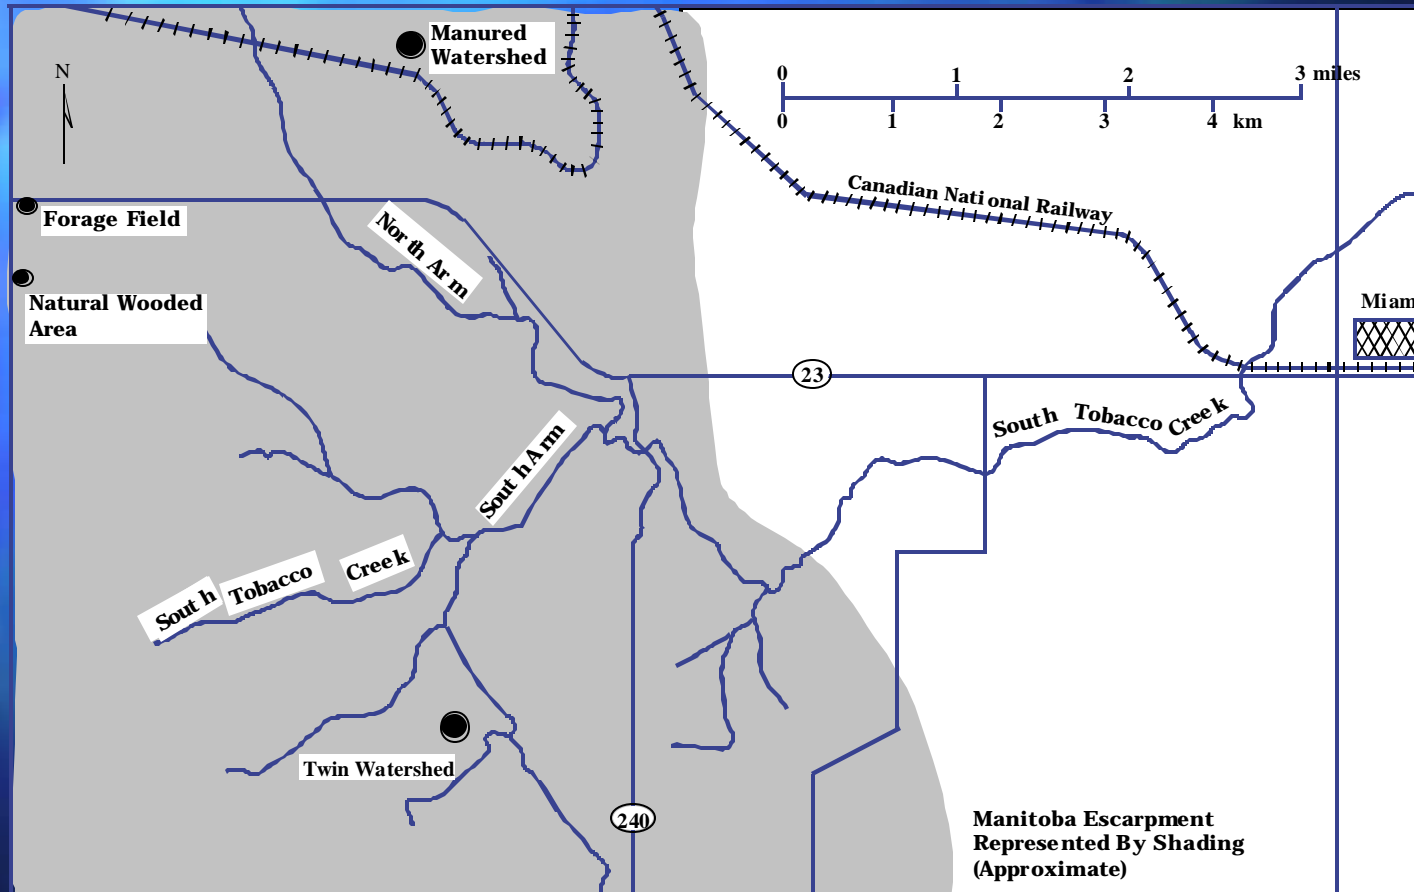 Manured
Watershed
N
0 1 2 3 miles
0 1 2 3 4 km
Canadian National Railway
Forage Field
North Arm
Natural Wooded
Area
Miam
23
South Tobacco Creek
South Arm
South Tobacco Creek
Twin Watershed
240
Manitoba Escarpment
Represented By Shading
(Approximate)